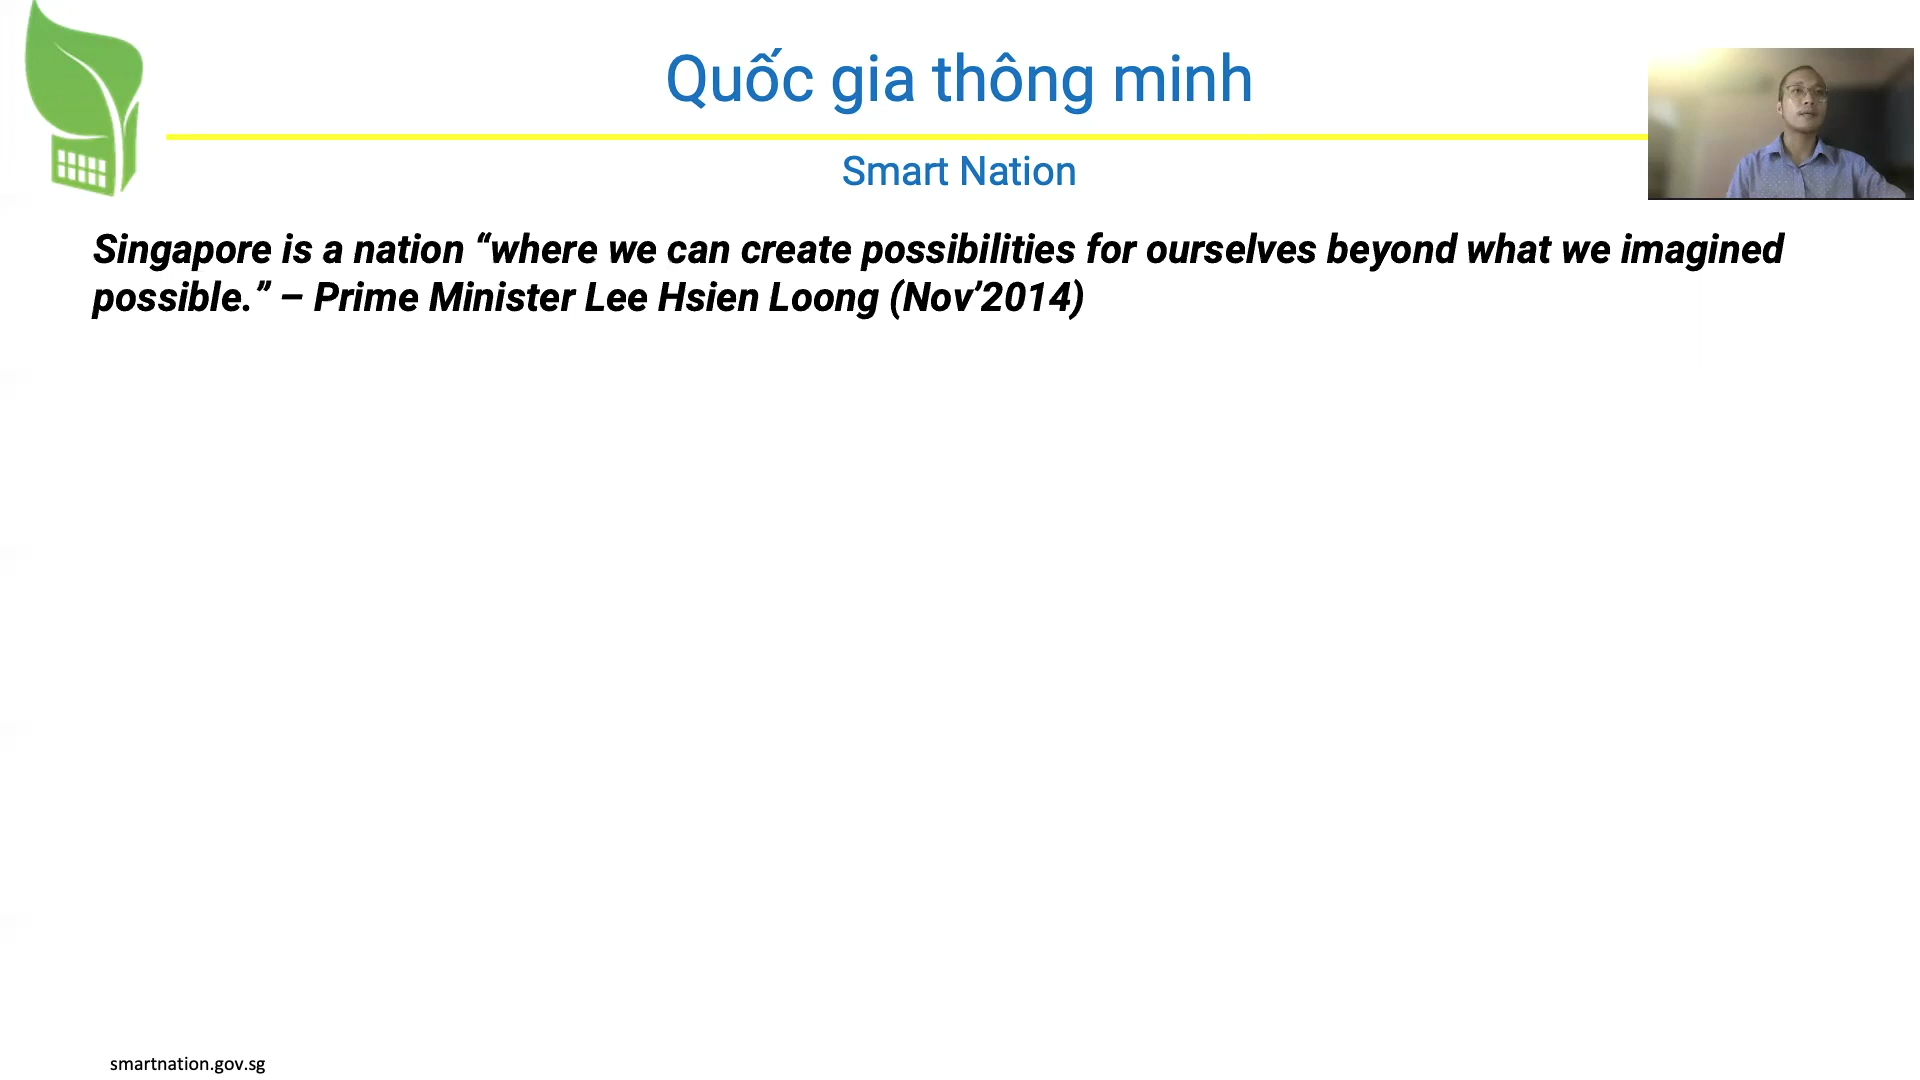 Quốc gia thông minh
Smart Nation
Singapore is a nation “where we can create possibilities for ourselves beyond what we imagined
possible.” – Prime Minister Lee Hsien Loong (Nov’2014)
smartnation.gov.sg